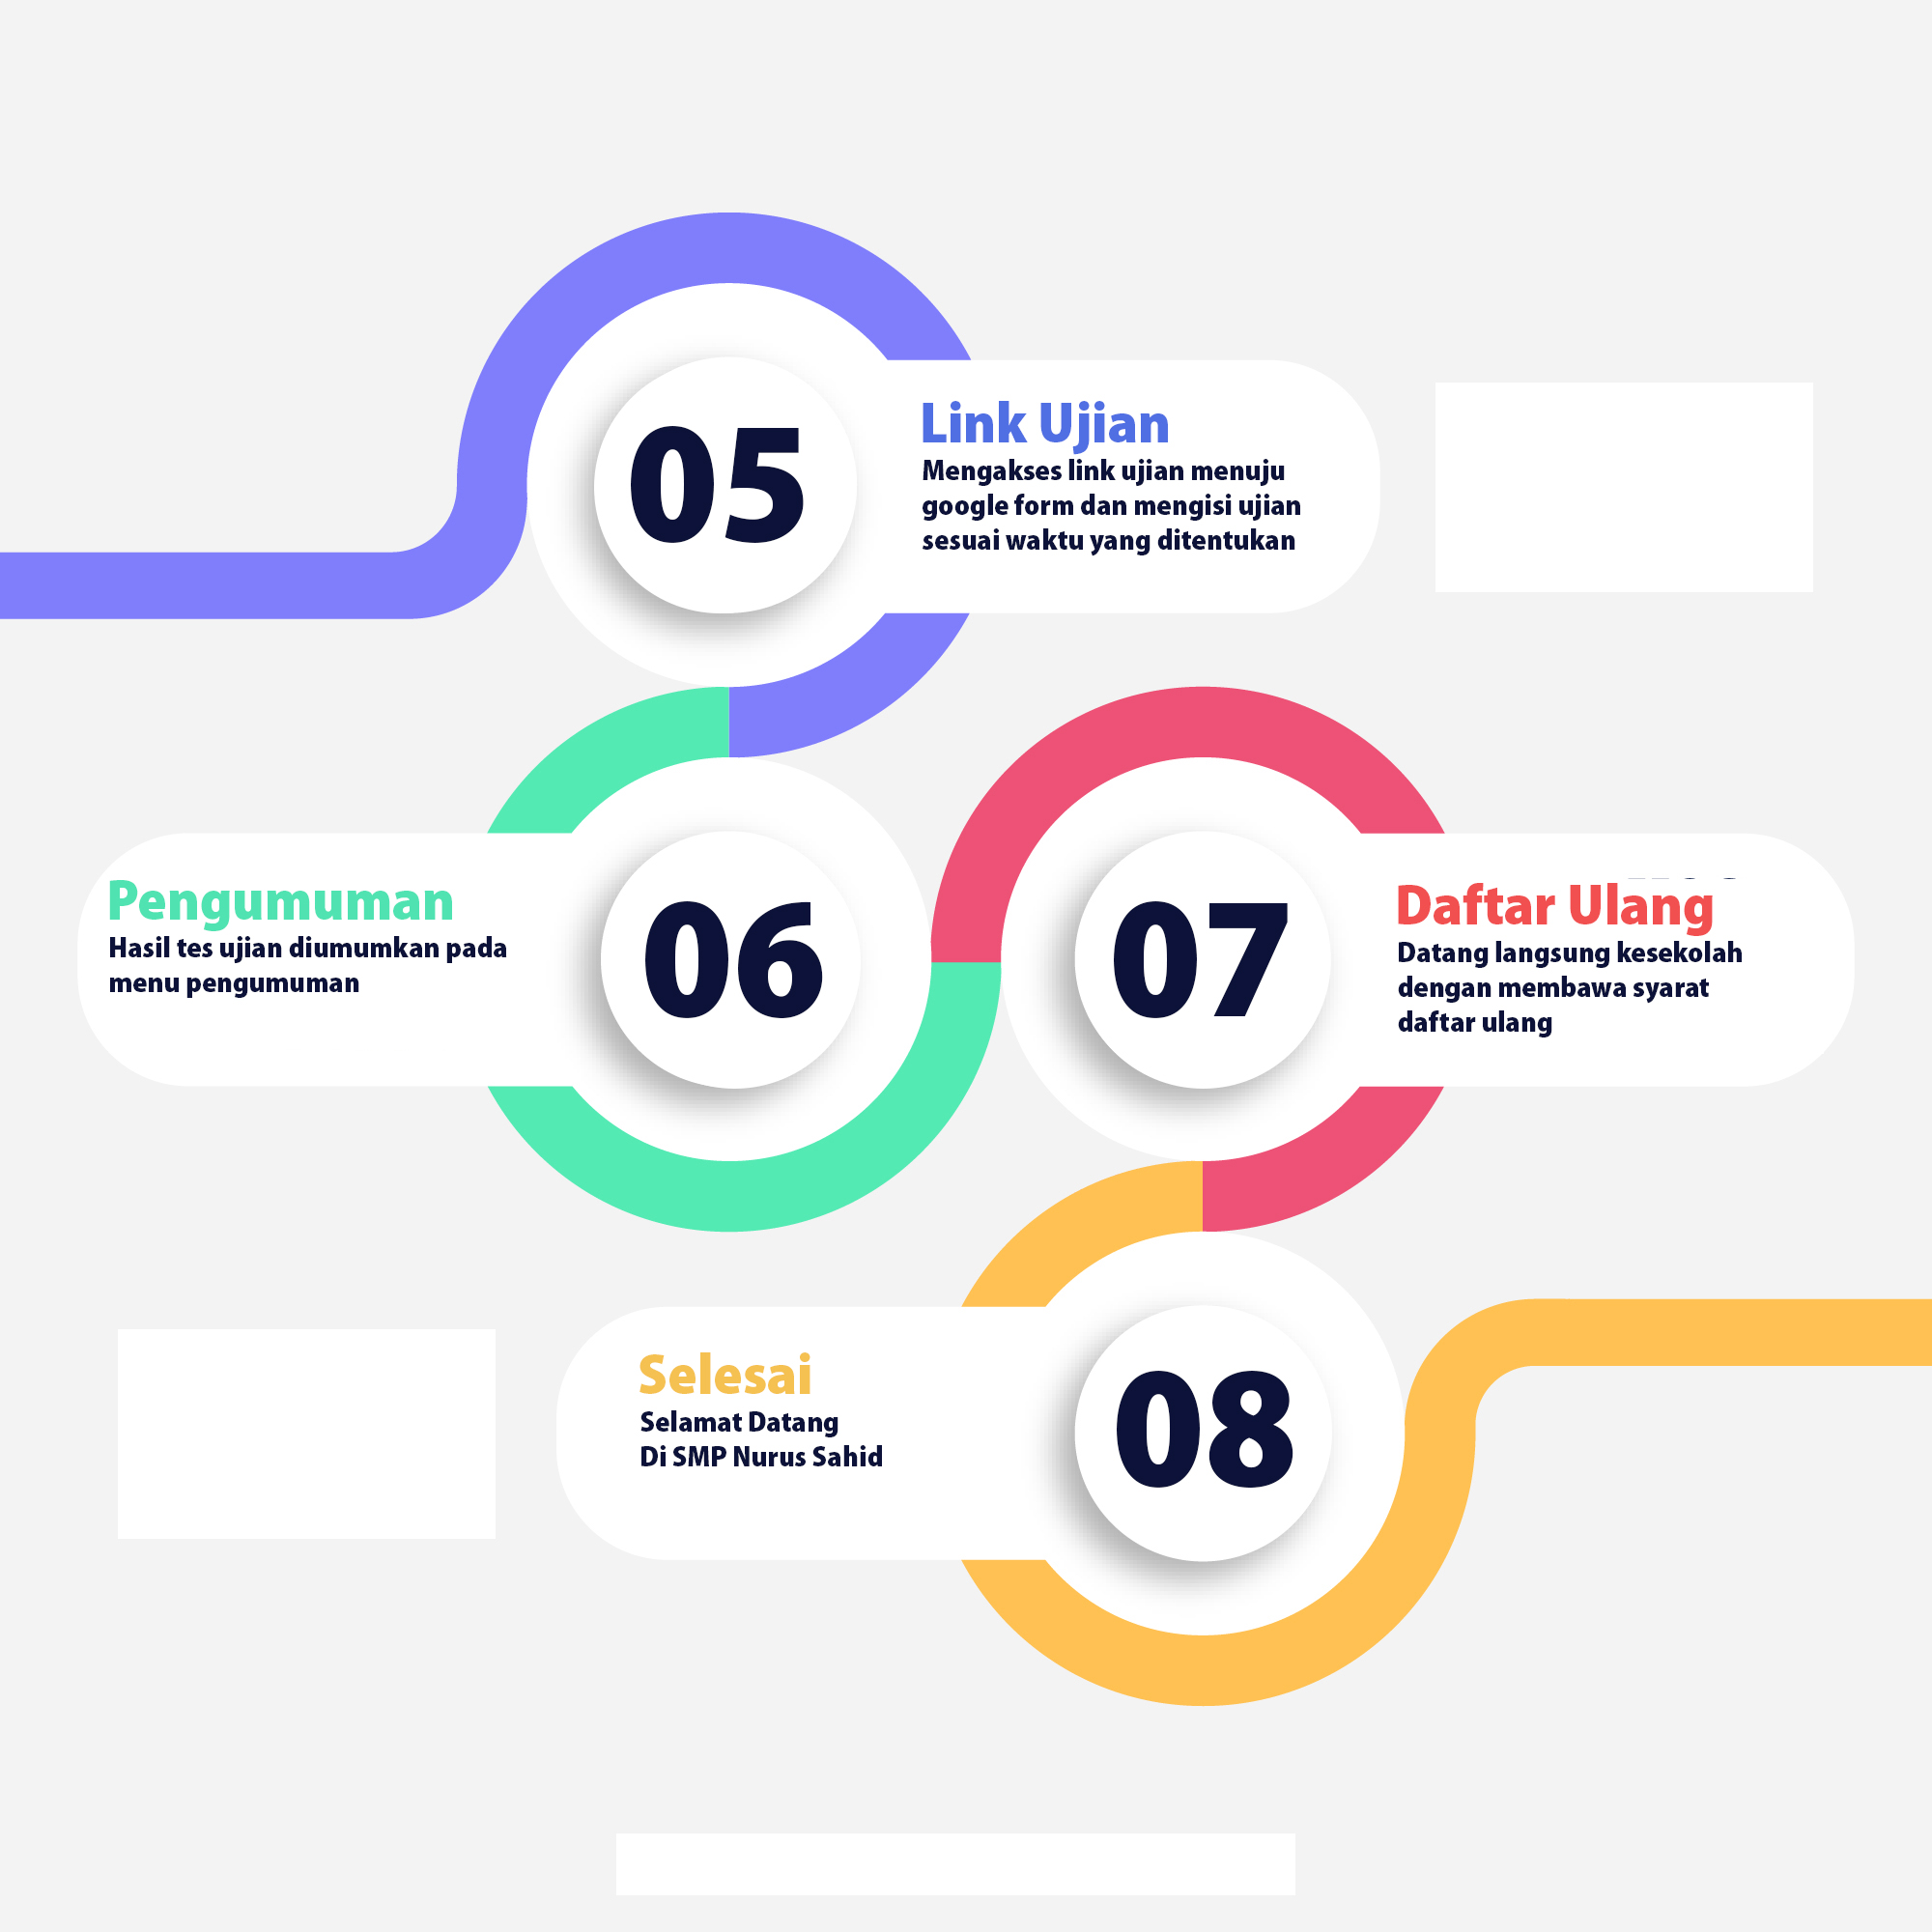 05
Link Ujian
Mengakses link ujian menuju
google form dan mengisi ujian
sesuai waktu yang ditentukan
06
Pengumuman
Hasil tes ujian diumumkan pada
menu pengumuman
07
Daftar Ulang
Datang langsung kesekolah
dengan membawa syarat
daftar ulang
08
Selesai
Selamat Datang
Di SMP Nurus Sahid